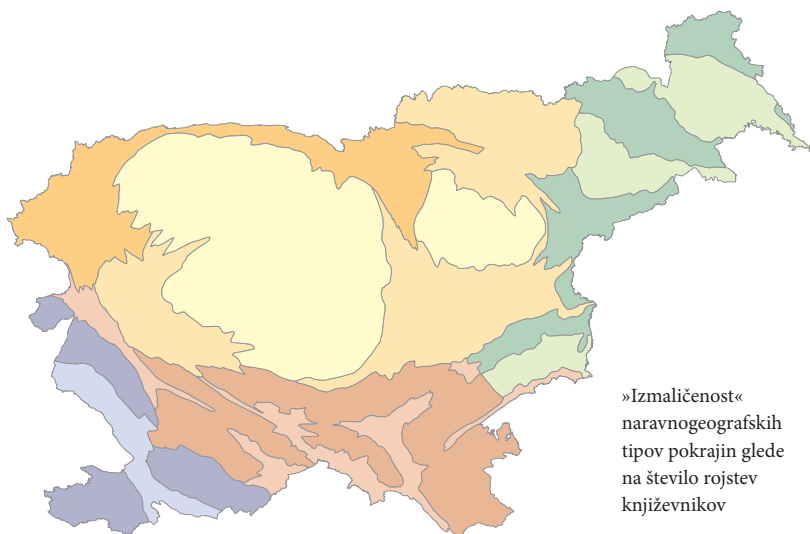 »Izmaličenost«
naravnogeografskih
tipov pokrajin glede
na število rojstev
književnikov